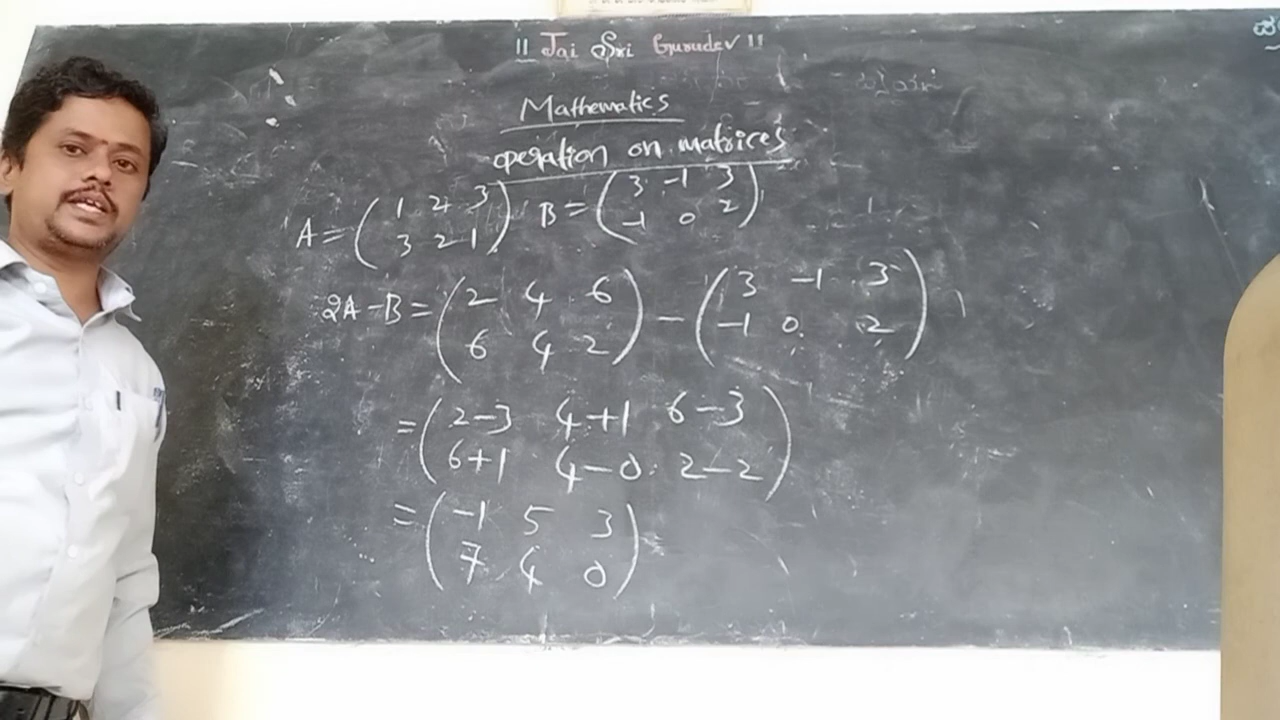 || Jai Sri Gurudev ||
Mathematics
operation on matrices
A = ( 1 2 3 ) B = ( 3 -1 3 )
3 2 1 -1 0 2
2A - B = ( 2 4 6 ) - ( 3 -1 3 )
6 4 2 -1 0 2
= ( 2-3 4+1 6-3 )
6+1 4-0 2-2
= ( -1 5 3 )
7 4 0